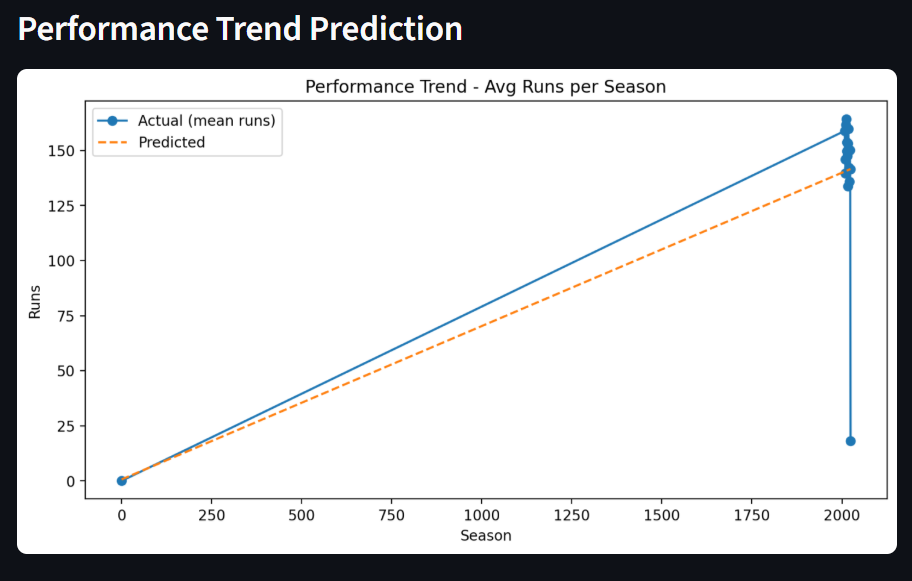 Performance Trend Prediction
Performance Trend - Avg Runs per Season
Actual (mean runs)
Predicted
150
125
100
75
50
25
0
Runs
0 250 500 750 1000 1250 1500 1750 2000
Season